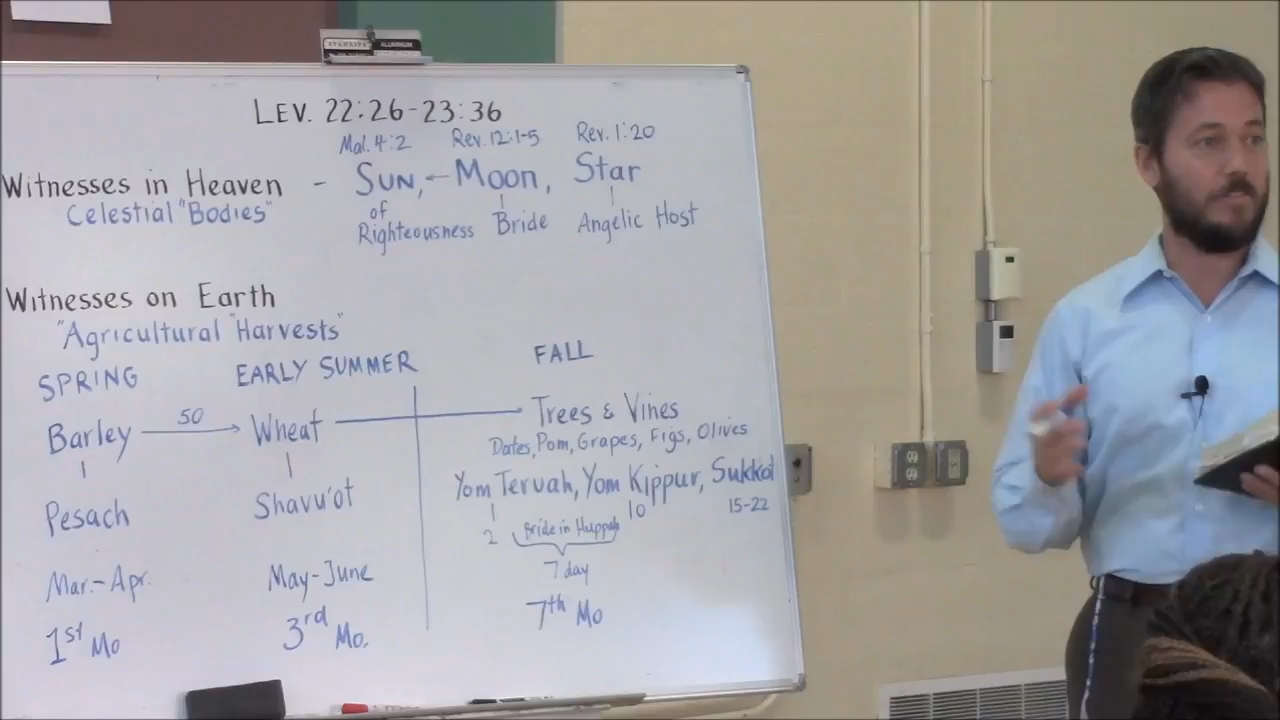 LEV. 22:26-23:36
Mal. 4:2 Rev. 12:1-5 Rev. 1:20
Witnesses in Heaven - Sun, ← Moon, Star
Celestial "Bodies" of Righteousness Bride Angelic Host
Witnesses on Earth
"Agricultural "Harvests"
SPRING EARLY SUMMER FALL
Barley 50 → Wheat Trees & Vines
Dates, Pom, Grapes, Figs, Olives
Pesach Shavu'ot Yom Teruah, Yom Kippur, Sukkot
2 Bride in Huppah 10 15-22
7 day
Mar.-Apr. May-June
1st Mo 3rd Mo. 7th Mo
ALUMINUM